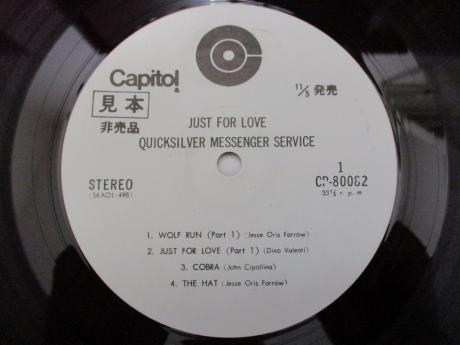 Capitol®
見本
非売品
11/5 発売
JUST FOR LOVE
QUICKSILVER MESSENGER SERVICE
STEREO
(SKAO1-498)
1
CP-80082
33⅓ r. p. m
1. WOLF RUN (Part 1) (Jesse Oris Farrow)
2. JUST FOR LOVE (Part 1) (Dino Valenti)
3. COBRA (John Cipollina)
4. THE HAT (Jesse Oris Farrow)